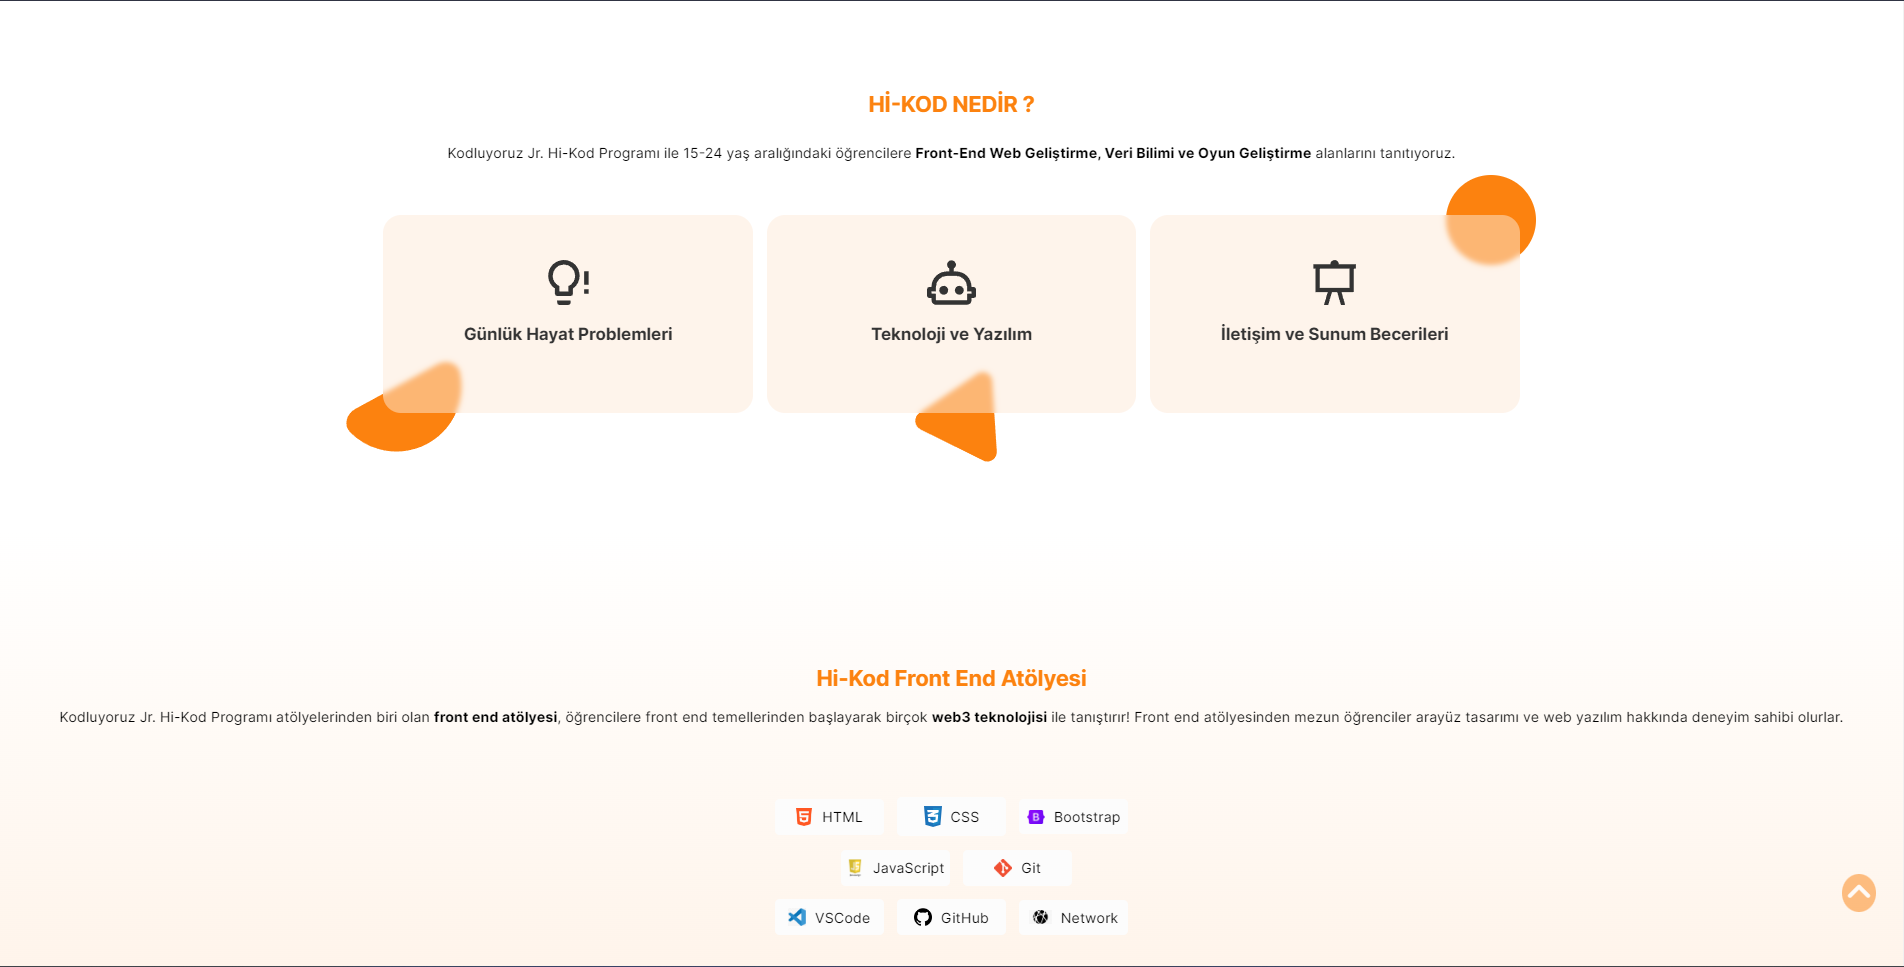 Hİ-KOD NEDİR ?
Kodluyoruz Jr. Hi-Kod Programı ile 15-24 yaş aralığındaki öğrencilere Front-End Web Geliştirme, Veri Bilimi ve Oyun Geliştirme alanlarını tanıtıyoruz.
Günlük Hayat Problemleri
Teknoloji ve Yazılım
İletişim ve Sunum Becerileri
Hi-Kod Front End Atölyesi
Kodluyoruz Jr. Hi-Kod Programı atölyelerinden biri olan front end atölyesi, öğrencilere front end temellerinden başlayarak birçok web3 teknolojisi ile tanıştırır! Front end atölyesinden mezun öğrenciler arayüz tasarımı ve web yazılım hakkında deneyim sahibi olurlar.
HTML
CSS
Bootstrap
JavaScript
Git
VSCode
GitHub
Network